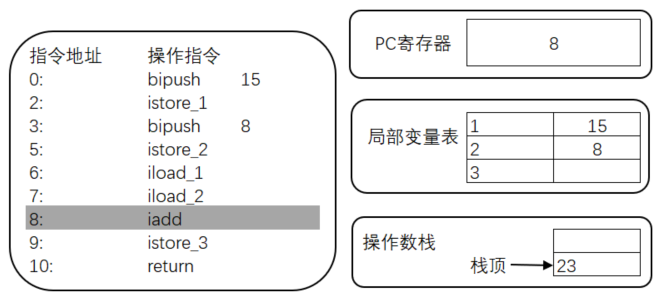 指令地址 操作指令
0: bipush 15
2: istore_1
3: bipush 8
5: istore_2
6: iload_1
7: iload_2
8: iadd
9: istore_3
10: return
PC寄存器 8
局部变量表
1 15
2 8
3
操作数栈
栈顶 23